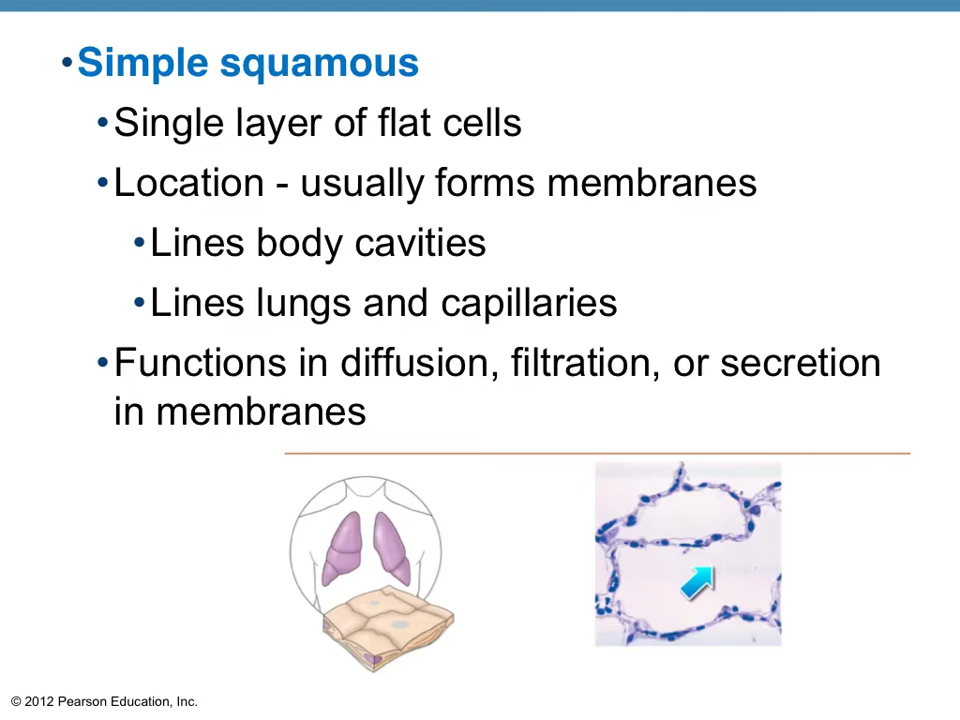 •Simple squamous
•Single layer of flat cells
•Location - usually forms membranes
•Lines body cavities
•Lines lungs and capillaries
•Functions in diffusion, filtration, or secretion
in membranes
© 2012 Pearson Education, Inc.